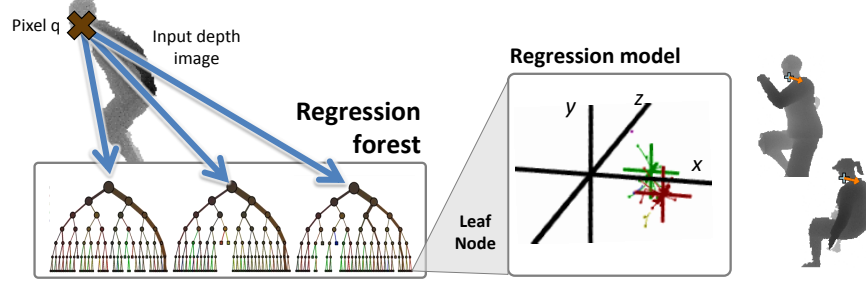 Pixel q
Input depth
image
Regression
forest
Regression model
y
z
x
Leaf
Node